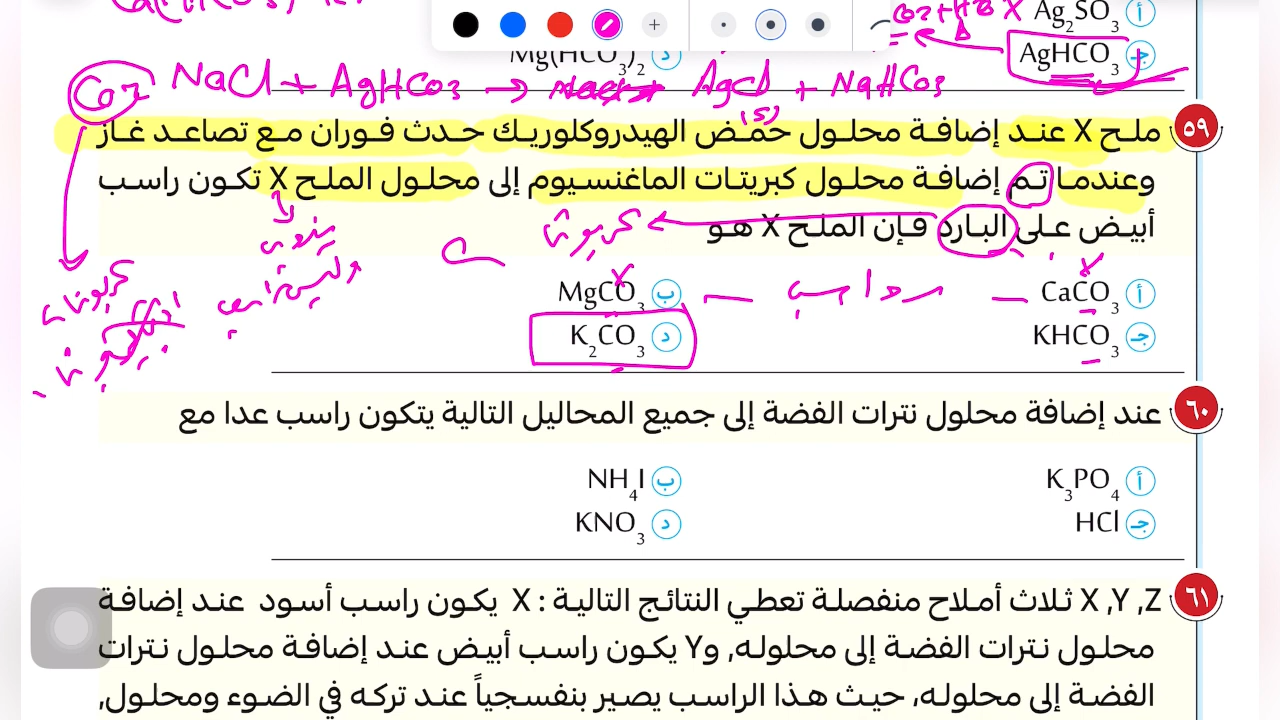 أ Ag2SO3
د Mg(HCO3)2
جـ AgHCO3
Co2 NaCl + AgHCo3 → AgCl + NaHCo3
(s)
٥٩ ملح X عند إضافة محلول حمض الهيدروكلوريك حدث فوران مع تصاعد غاز
وعندما تم إضافة محلول كبريتات الماغنسيوم إلى محلول الملح X تكون راسب
أبيض على البارد فإن الملح X هو
كربونات
أ CaCO3
رواسب
ب MgCO3
جـ KHCO3
د K2CO3
٦٠ عند إضافة محلول نترات الفضة إلى جميع المحاليل التالية يتكون راسب عدا مع
أ K3PO4
ب NH4I
جـ HCl
د KNO3
٦١ X ,Y ,Z ثلاث أملاح منفصلة تعطي النتائج التالية : X يكون راسب أسود عند إضافة
محلول نترات الفضة إلى محلوله, وY يكون راسب أبيض عند إضافة محلول نترات
الفضة إلى محلوله، حيث هذا الراسب يصير بنفسجياً عند تركه في الضوء ومحلول,